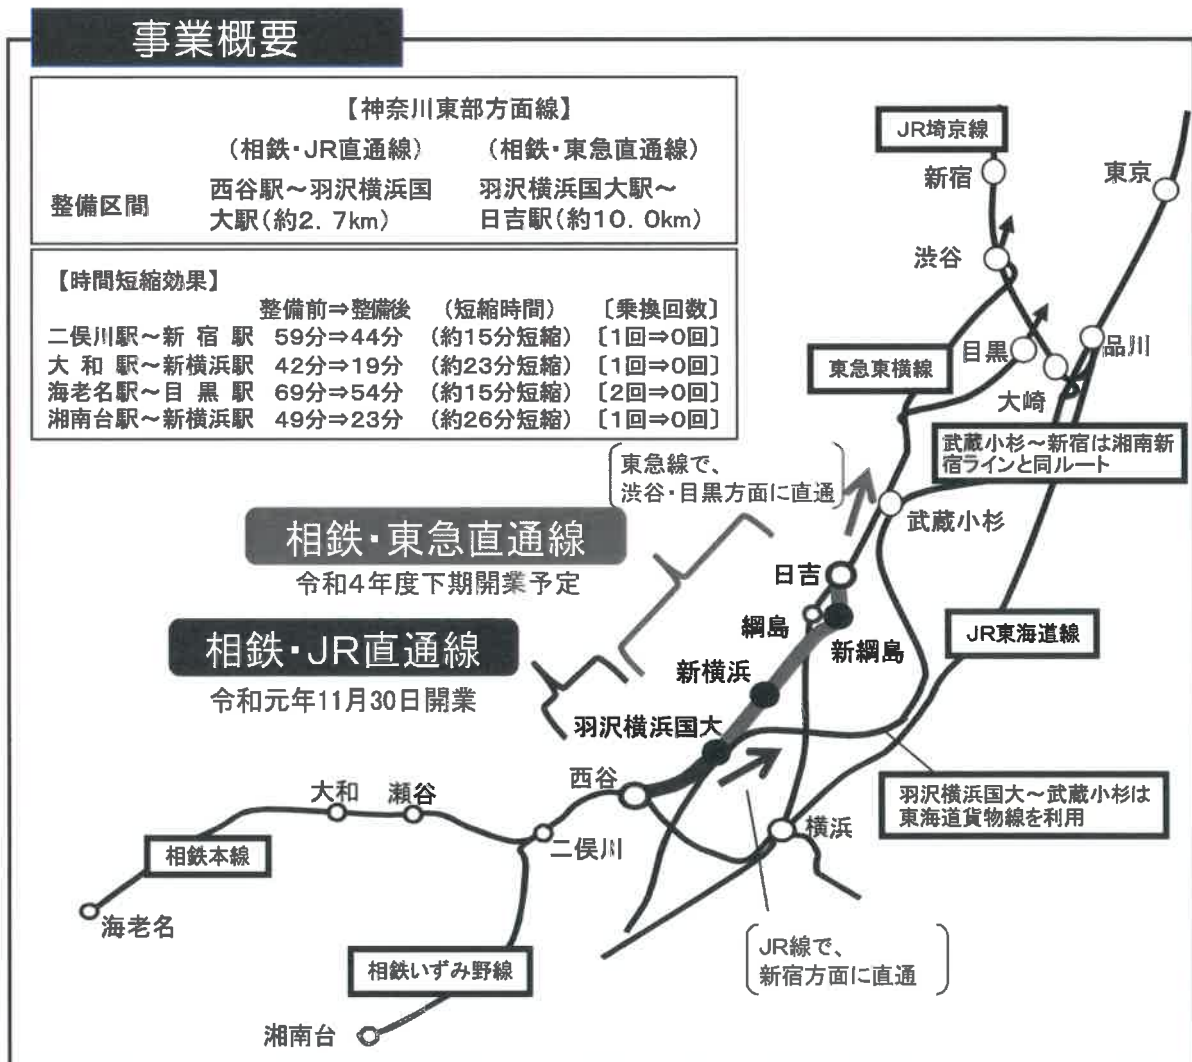 事業概要
【神奈川東部方面線】
(相鉄・JR直通線) (相鉄・東急直通線)
整備区間 西谷駅～羽沢横浜国 羽沢横浜国大駅～
大駅(約2.7km) 日吉駅(約10.0km)
【時間短縮効果】
整備前⇒整備後 (短縮時間) 〔乗換回数〕
二俣川駅～新宿駅 59分⇒44分 (約15分短縮) 〔1回⇒0回〕
大和駅～新横浜駅 42分⇒19分 (約23分短縮) 〔1回⇒0回〕
海老名駅～目黒駅 69分⇒54分 (約15分短縮) 〔2回⇒0回〕
湘南台駅～新横浜駅 49分⇒23分 (約26分短縮) 〔1回⇒0回〕
JR埼京線
新宿
東京
渋谷
目黒
品川
東急東横線
大崎
武蔵小杉～新宿は湘南新
宿ラインと同ルート
東急線で、
渋谷・目黒方面に直通
武蔵小杉
相鉄・東急直通線
令和4年度下期開業予定
日吉
綱島
新綱島
JR東海道線
相鉄・JR直通線
令和元年11月30日開業
新横浜
羽沢横浜国大
西谷
羽沢横浜国大～武蔵小杉は
東海道貨物線を利用
大和
瀬谷
二俣川
横浜
相鉄本線
海老名
JR線で、
新宿方面に直通
相鉄いずみ野線
湘南台